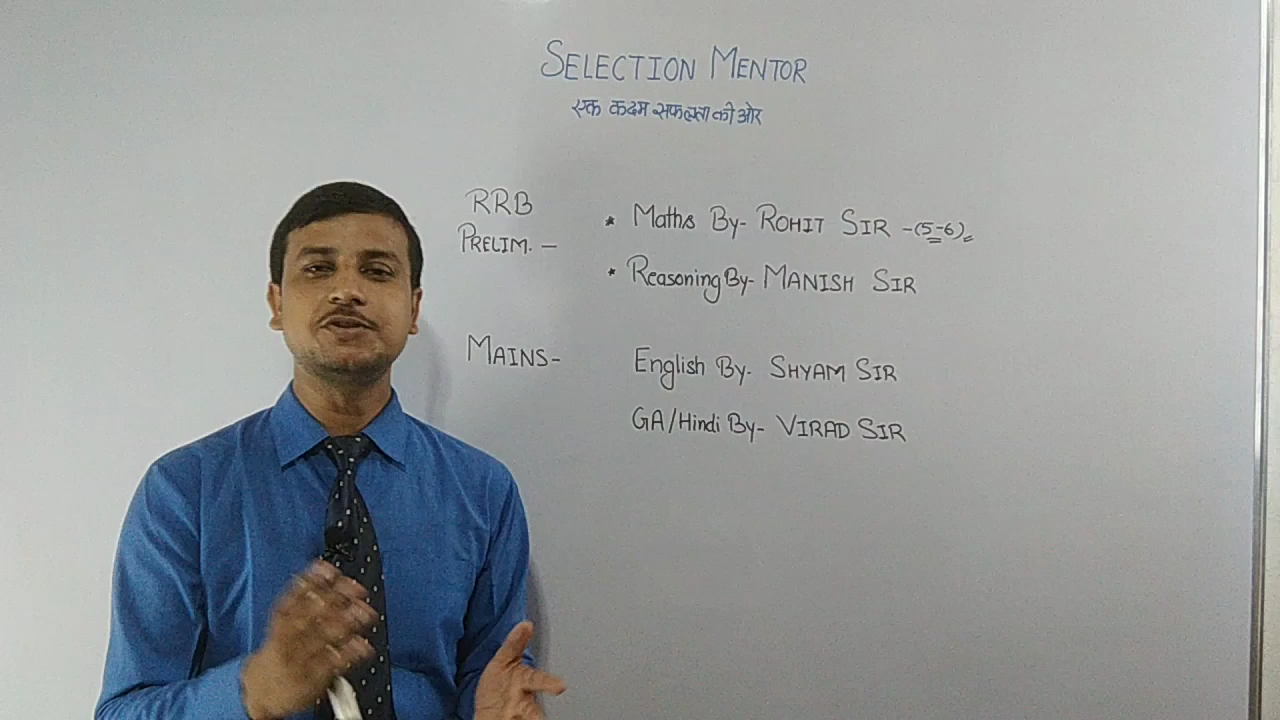 SELECTION MENTOR
एक कदम सफलता की ओर
RRB
PRELIM. -
* Maths By- ROHIT SIR -(5-6)
* Reasoning By- MANISH SIR
MAINS-
English By- SHYAM SIR
GA/Hindi By- VIRAD SIR